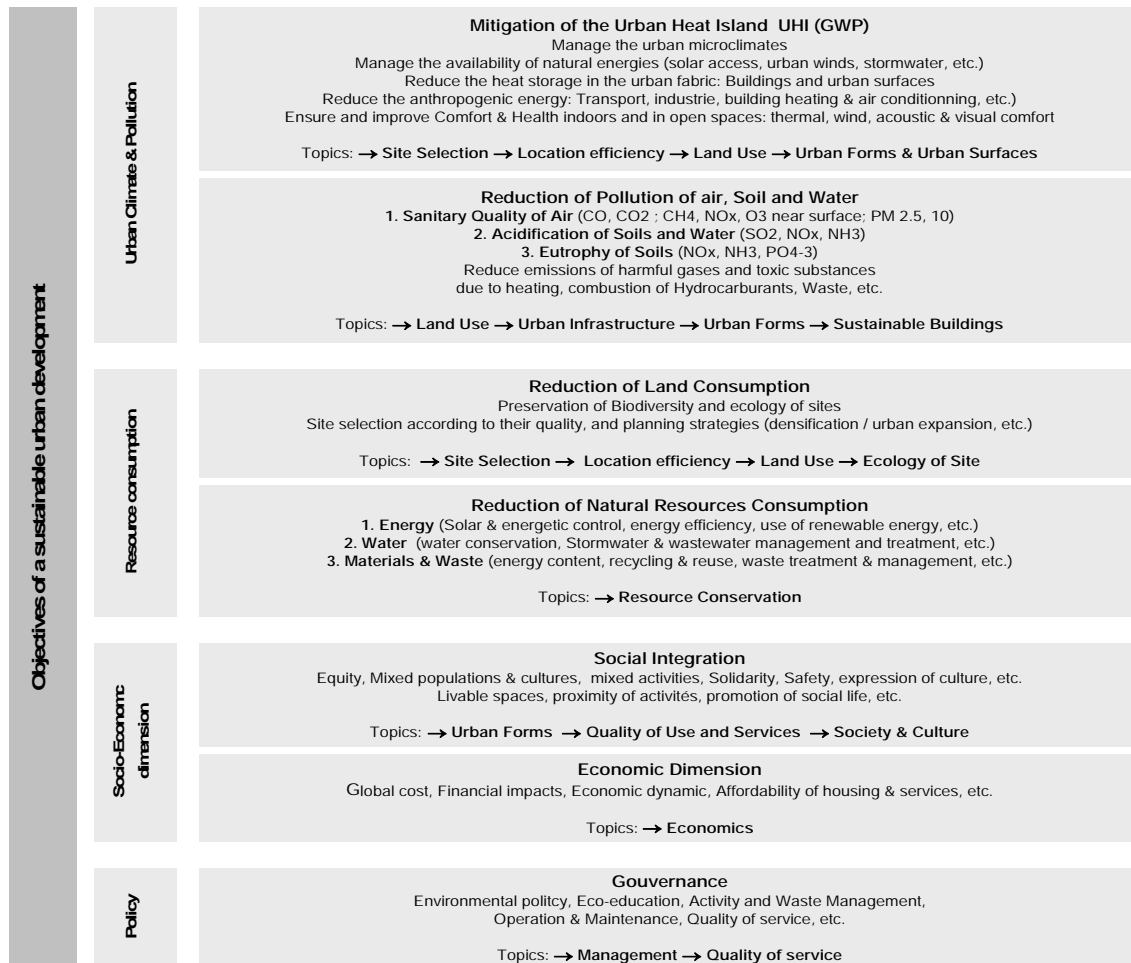 Objectives of a sustainable urban development
Urban Climate & Pollution
Mitigation of the Urban Heat Island UHI (GWP)
Manage the urban microclimates
Manage the availability of natural energies (solar access, urban winds, stormwater, etc.)
Reduce the heat storage in the urban fabric: Buildings and urban surfaces
Reduce the anthropogenic energy: Transport, industrie, building heating & air conditionning, etc.)
Ensure and improve Comfort & Health indoors and in open spaces: thermal, wind, acoustic & visual comfort
Topics: → Site Selection → Location efficiency → Land Use → Urban Forms & Urban Surfaces
Reduction of Pollution of air, Soil and Water
1. Sanitary Quality of Air (CO, CO2 ; CH4, NOx, O3 near surface; PM 2.5, 10)
2. Acidification of Soils and Water (SO2, NOx, NH3)
3. Eutrophy of Soils (NOx, NH3, PO4-3)
Reduce emissions of harmful gases and toxic substances
due to heating, combustion of Hydrocarburants, Waste, etc.
Topics: → Land Use → Urban Infrastructure → Urban Forms → Sustainable Buildings
Resource consumption
Reduction of Land Consumption
Preservation of Biodiversity and ecology of sites
Site selection according to their quality, and planning strategies (densification / urban expansion, etc.)
Topics: → Site Selection → Location efficiency → Land Use → Ecology of Site
Reduction of Natural Resources Consumption
1. Energy (Solar & energetic control, energy efficiency, use of renewable energy, etc.)
2. Water (water conservation, Stormwater & wastewater management and treatment, etc.)
3. Materials & Waste (energy content, recycling & reuse, waste treatment & management, etc.)
Topics: → Resource Conservation
Socio-Economic
dimension
Social Integration
Equity, Mixed populations & cultures, mixed activities, Solidarity, Safety, expression of culture, etc.
Livable spaces, proximity of activités, promotion of social life, etc.
Topics: → Urban Forms → Quality of Use and Services → Society & Culture
Economic Dimension
Global cost, Financial impacts, Economic dynamic, Affordability of housing & services, etc.
Topics: → Economics
Policy
Gouvernance
Environmental politcy, Eco-education, Activity and Waste Management,
Operation & Maintenance, Quality of service, etc.
Topics: → Management → Quality of service